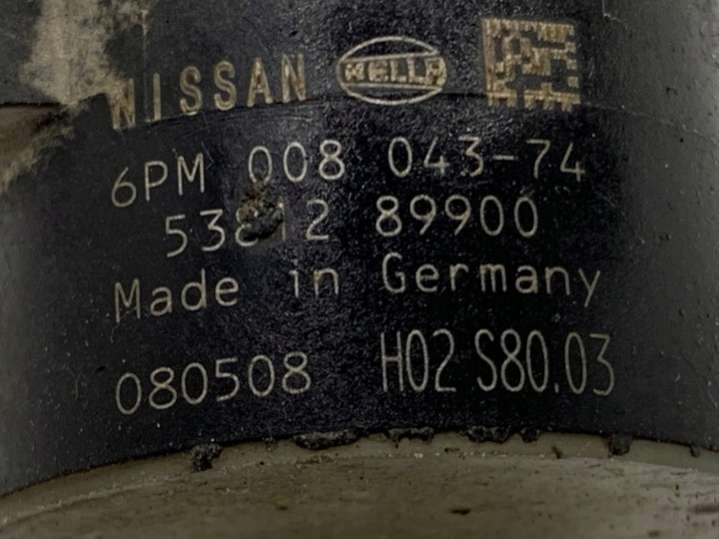 NISSAN HELLA
6PM 008 043-74
53812 89900
Made in Germany
080508 H02 S80.03